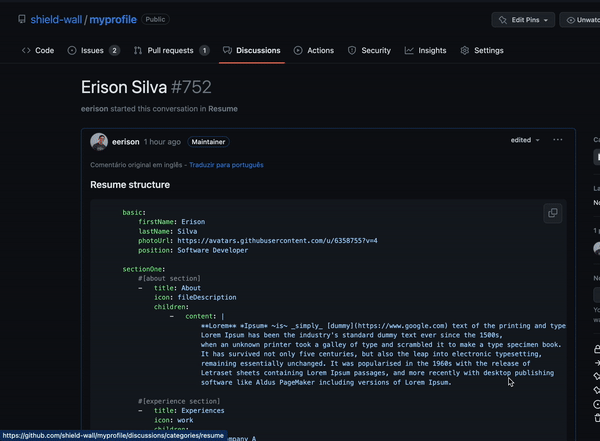 shield-wall / myprofile Public
Edit Pins
Unwatc
Code
Issues 2
Pull requests 1
Discussions
Actions
Security
Insights
Settings
Erison Silva #752
eerison started this conversation in Resume
eerison 1 hour ago Maintainer
edited
Comentário original em inglês - Traduzir para português
Resume structure
basic:
firstName: Erison
lastName: Silva
photoUrl: https://avatars.githubusercontent.com/u/6358755?v=4
position: Software Developer
sectionOne:
#[about section]
- title: About
icon: fileDescription
children:
- content: |
**Lorem** *Ipsum* ~is~ _simply_ [dummy](https://www.google.com) text of the printing and type
Lorem Ipsum has been the industry's standard dummy text ever since the 1500s,
when an unknown printer took a galley of type and scrambled it to make a type specimen book.
It has survived not only five centuries, but also the leap into electronic typesetting,
remaining essentially unchanged. It was popularised in the 1960s with the release of
Letraset sheets containing Lorem Ipsum passages, and more recently with desktop publishing
software like Aldus PageMaker including versions of Lorem Ipsum.
#[experience section]
- title: Experiences
icon: work
children:
mpany A
https://github.com/shield-wall/myprofile/discussions/categories/resume